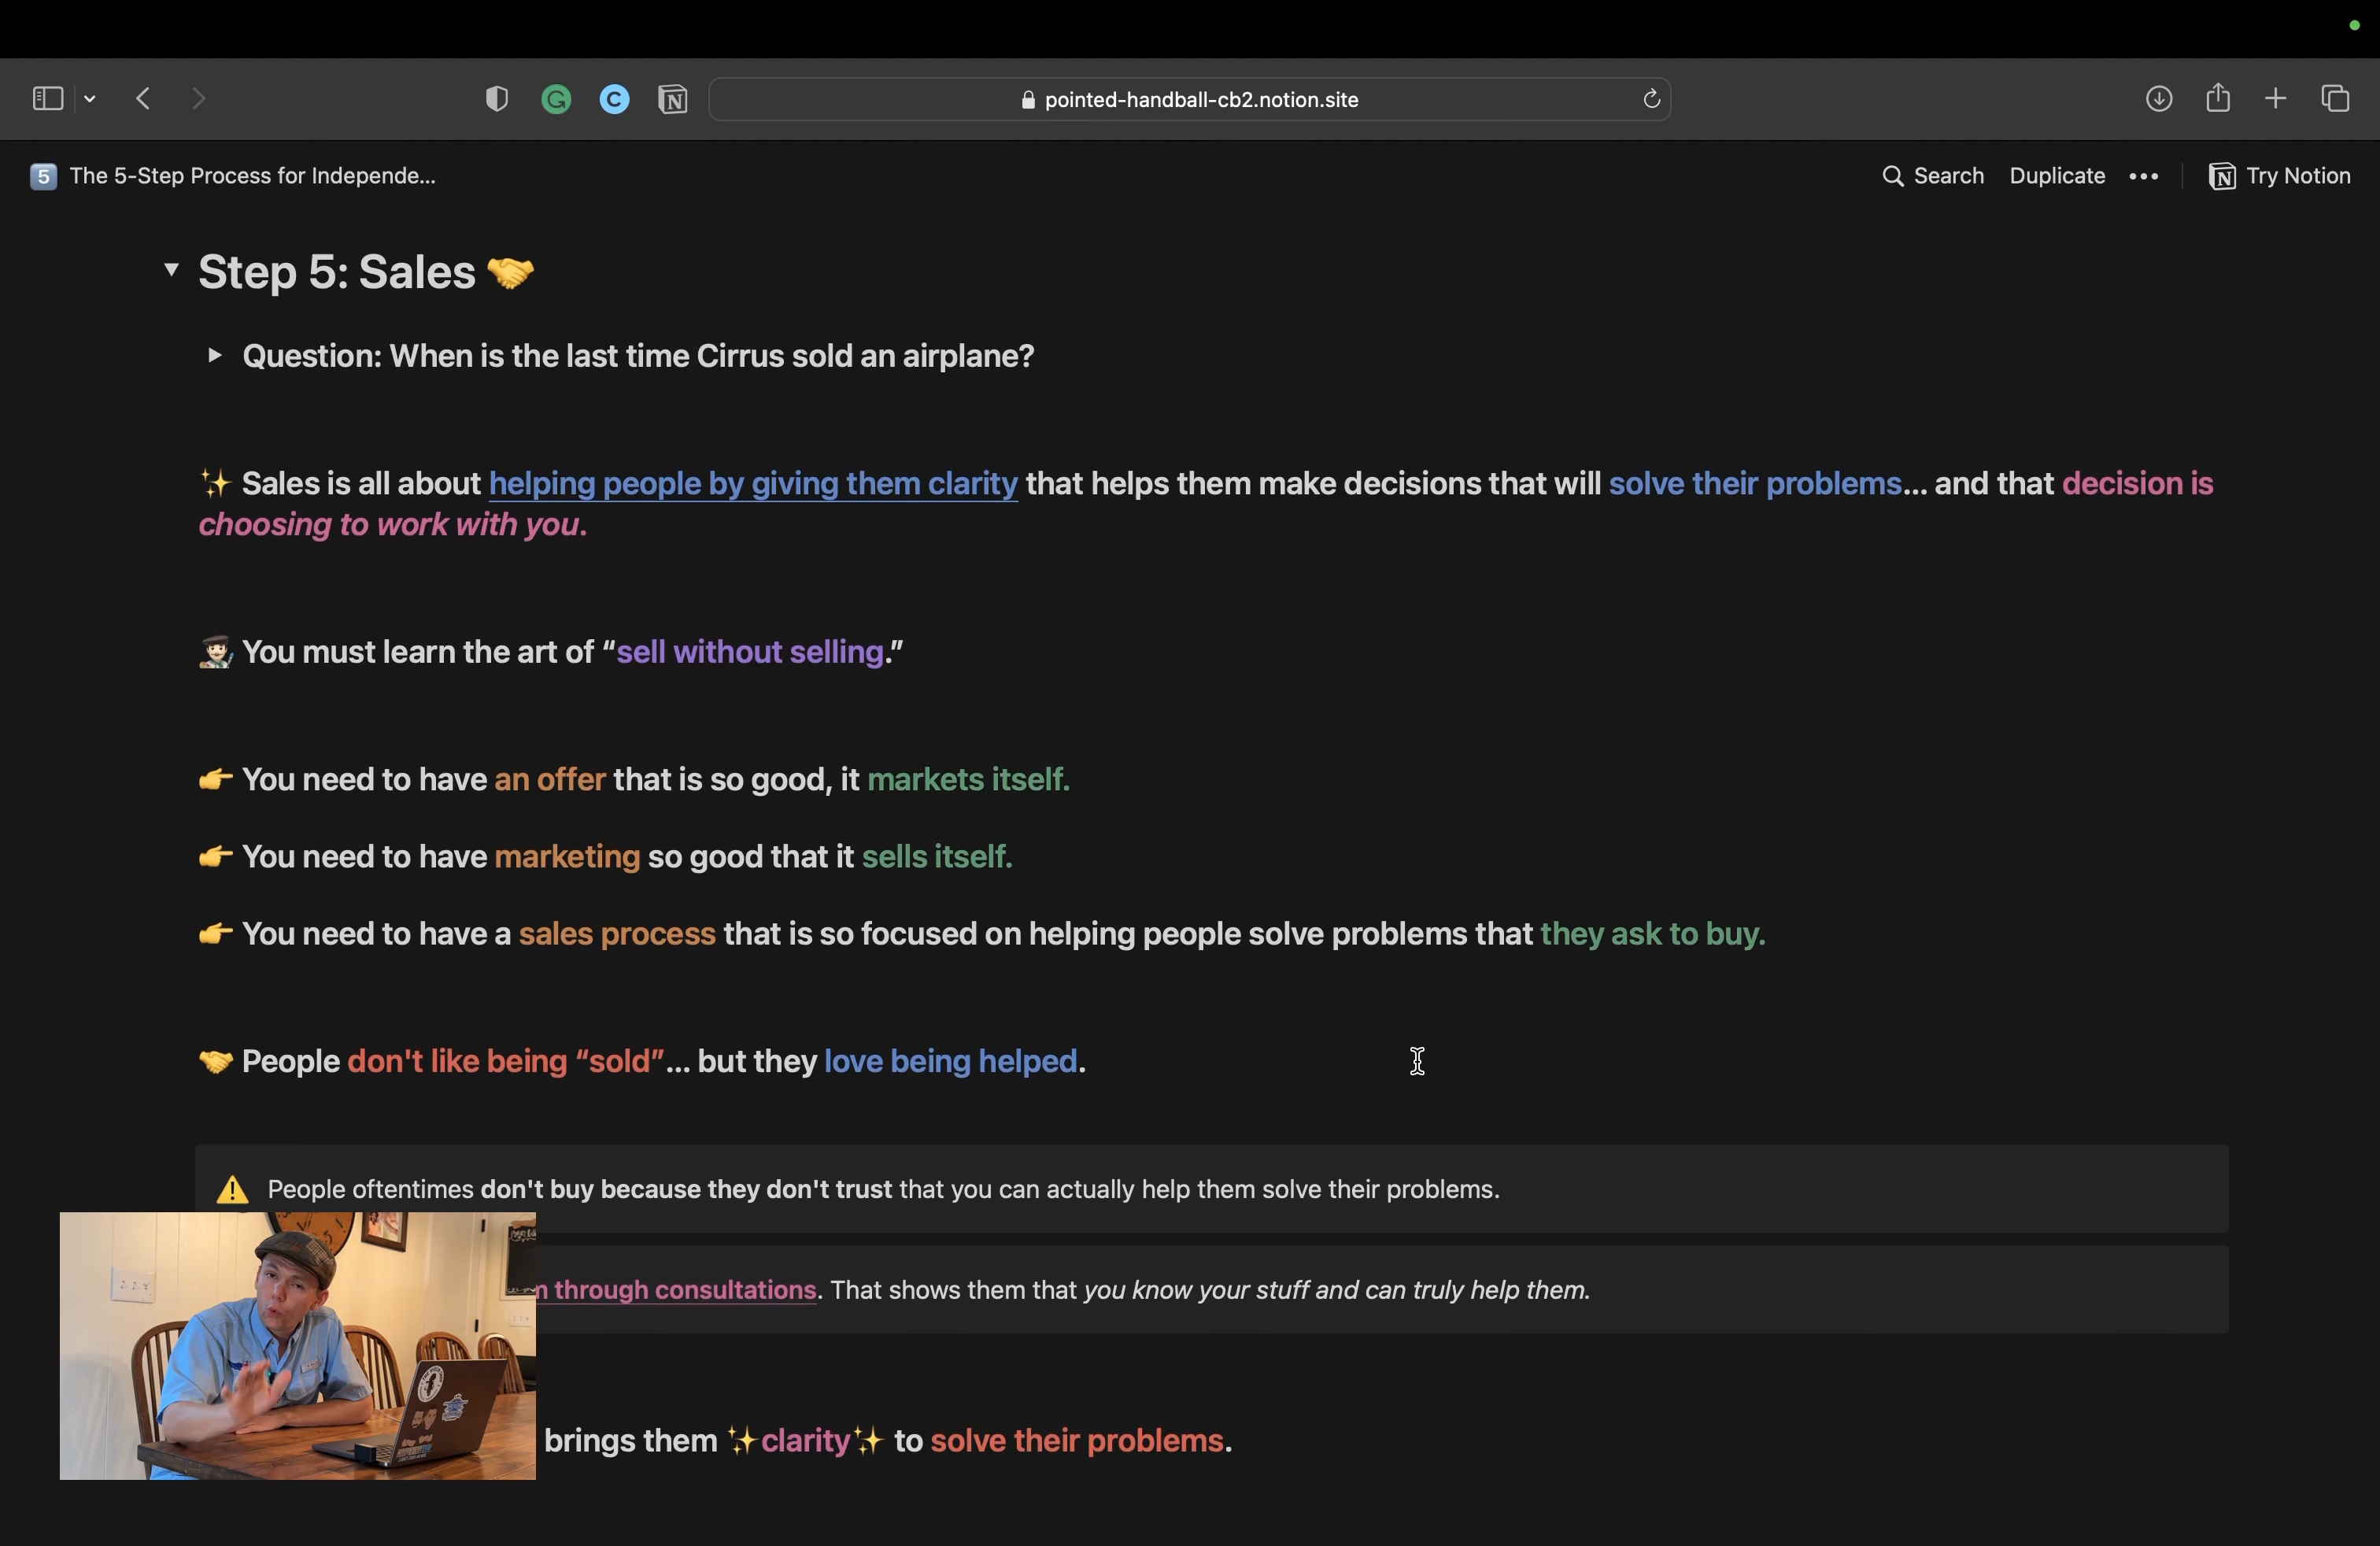 pointed-handball-cb2.notion.site
5 The 5-Step Process for Independe...
Search Duplicate ••• Try Notion
Step 5: Sales 🤝
Question: When is the last time Cirrus sold an airplane?
✨ Sales is all about helping people by giving them clarity that helps them make decisions that will solve their problems... and that decision is
choosing to work with you.
👨🏻‍🎨 You must learn the art of “sell without selling.”
👉 You need to have an offer that is so good, it markets itself.
👉 You need to have marketing so good that it sells itself.
👉 You need to have a sales process that is so focused on helping people solve problems that they ask to buy.
🤝 People don't like being “sold”... but they love being helped.
⚠️ People oftentimes don't buy because they don't trust that you can actually help them solve their problems.
through consultations. That shows them that you know your stuff and can truly help them.
brings them ✨clarity✨ to solve their problems.